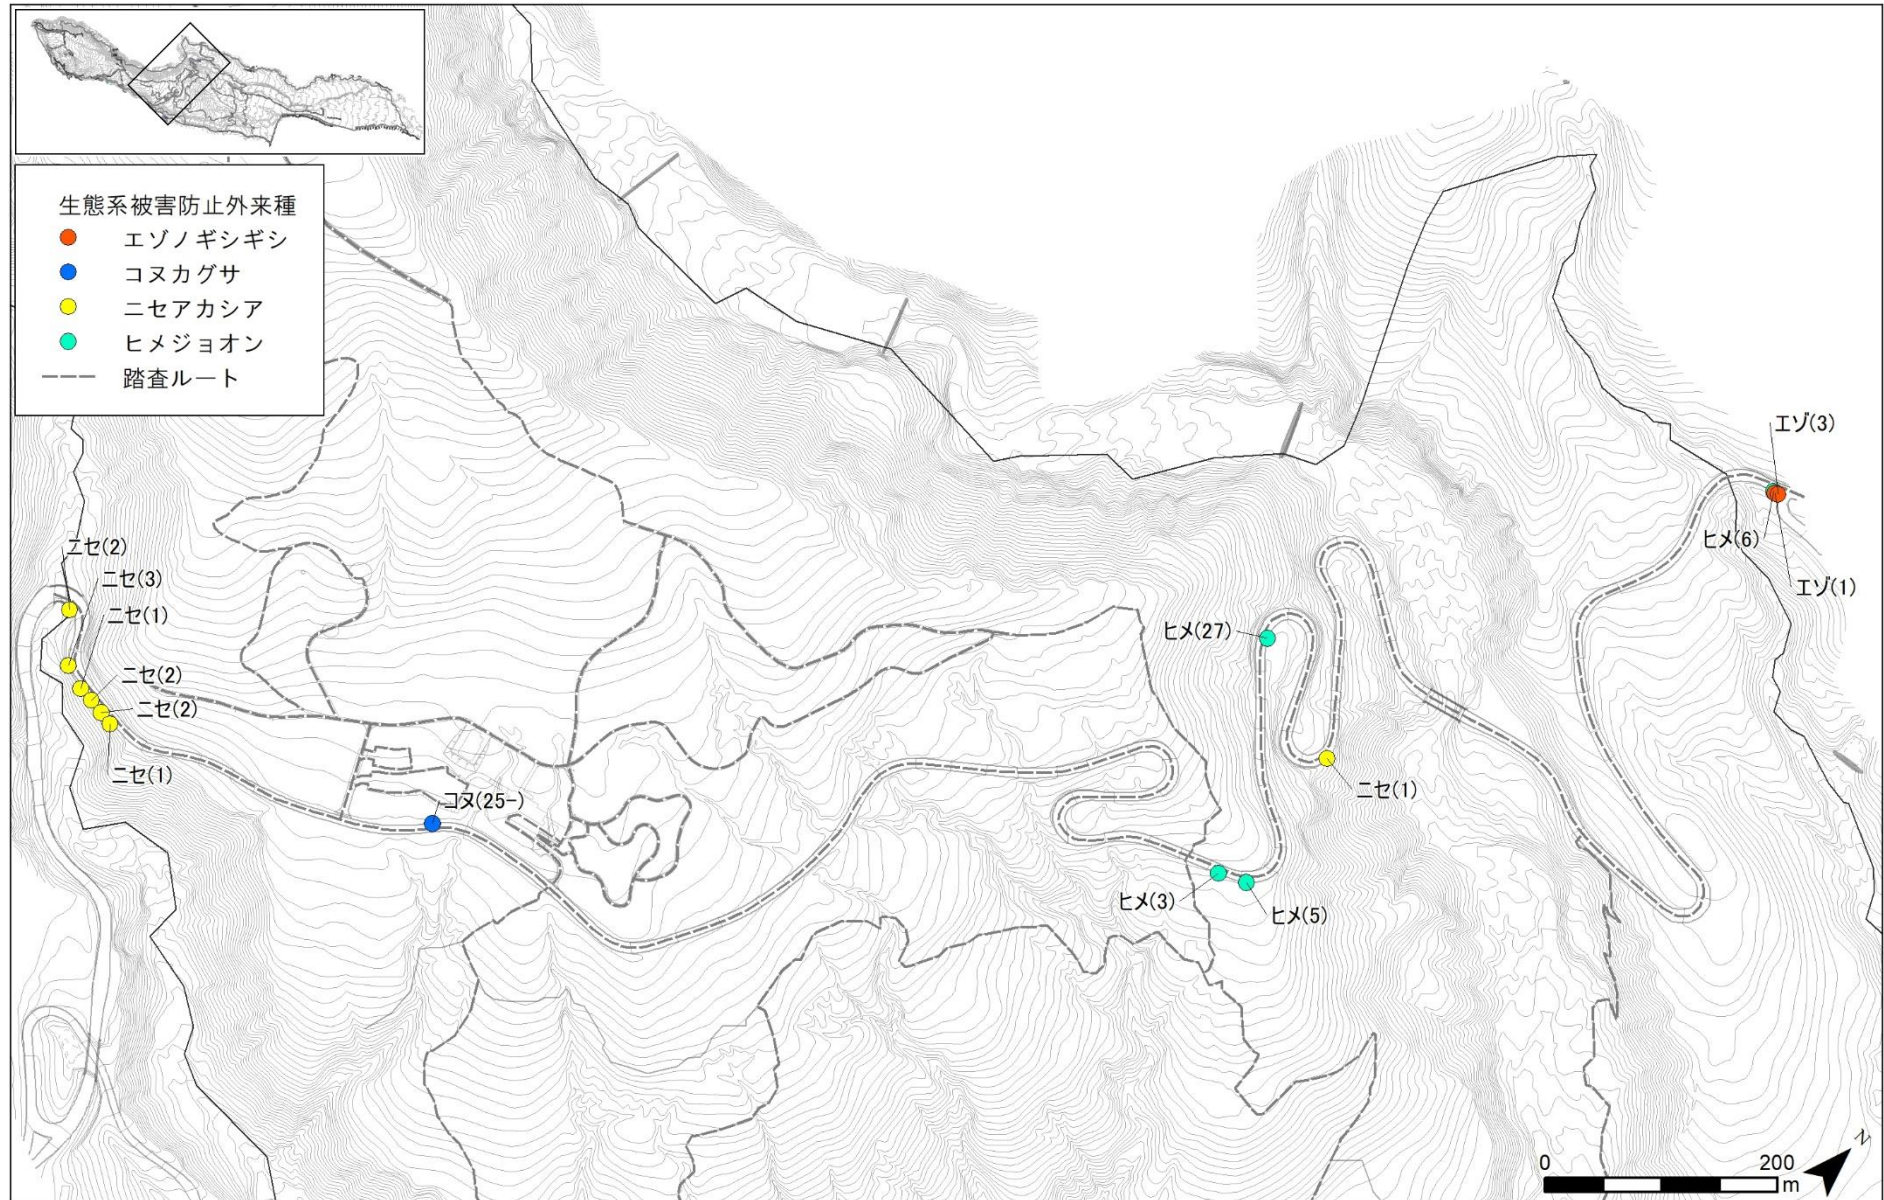 生態系被害防止外来種
エゾノギシギシ
コヌカグサ
ニセアカシア
ヒメジョオン
踏査ルート
エゾ(3)
ヒメ(6)
エゾ(1)
ニセ(2)
ニセ(3)
ニセ(1)
ニセ(2)
ニセ(2)
ニセ(1)
ヒメ(27)
ニセ(1)
コヌ(25-)
ヒメ(3)
ヒメ(5)
N
0 200
m